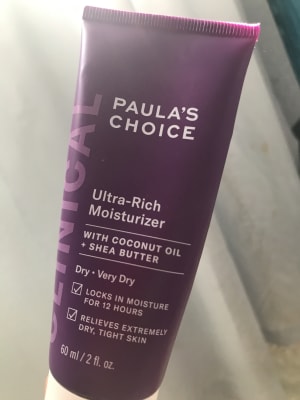 CLINICAL
PAULA'S
CHOICE
Ultra-Rich
Moisturizer
WITH COCONUT OIL
+ SHEA BUTTER
Dry • Very Dry
LOCKS IN MOISTURE
FOR 12 HOURS
RELIEVES EXTREMELY
DRY, TIGHT SKIN
60 ml / 2 fl. oz.